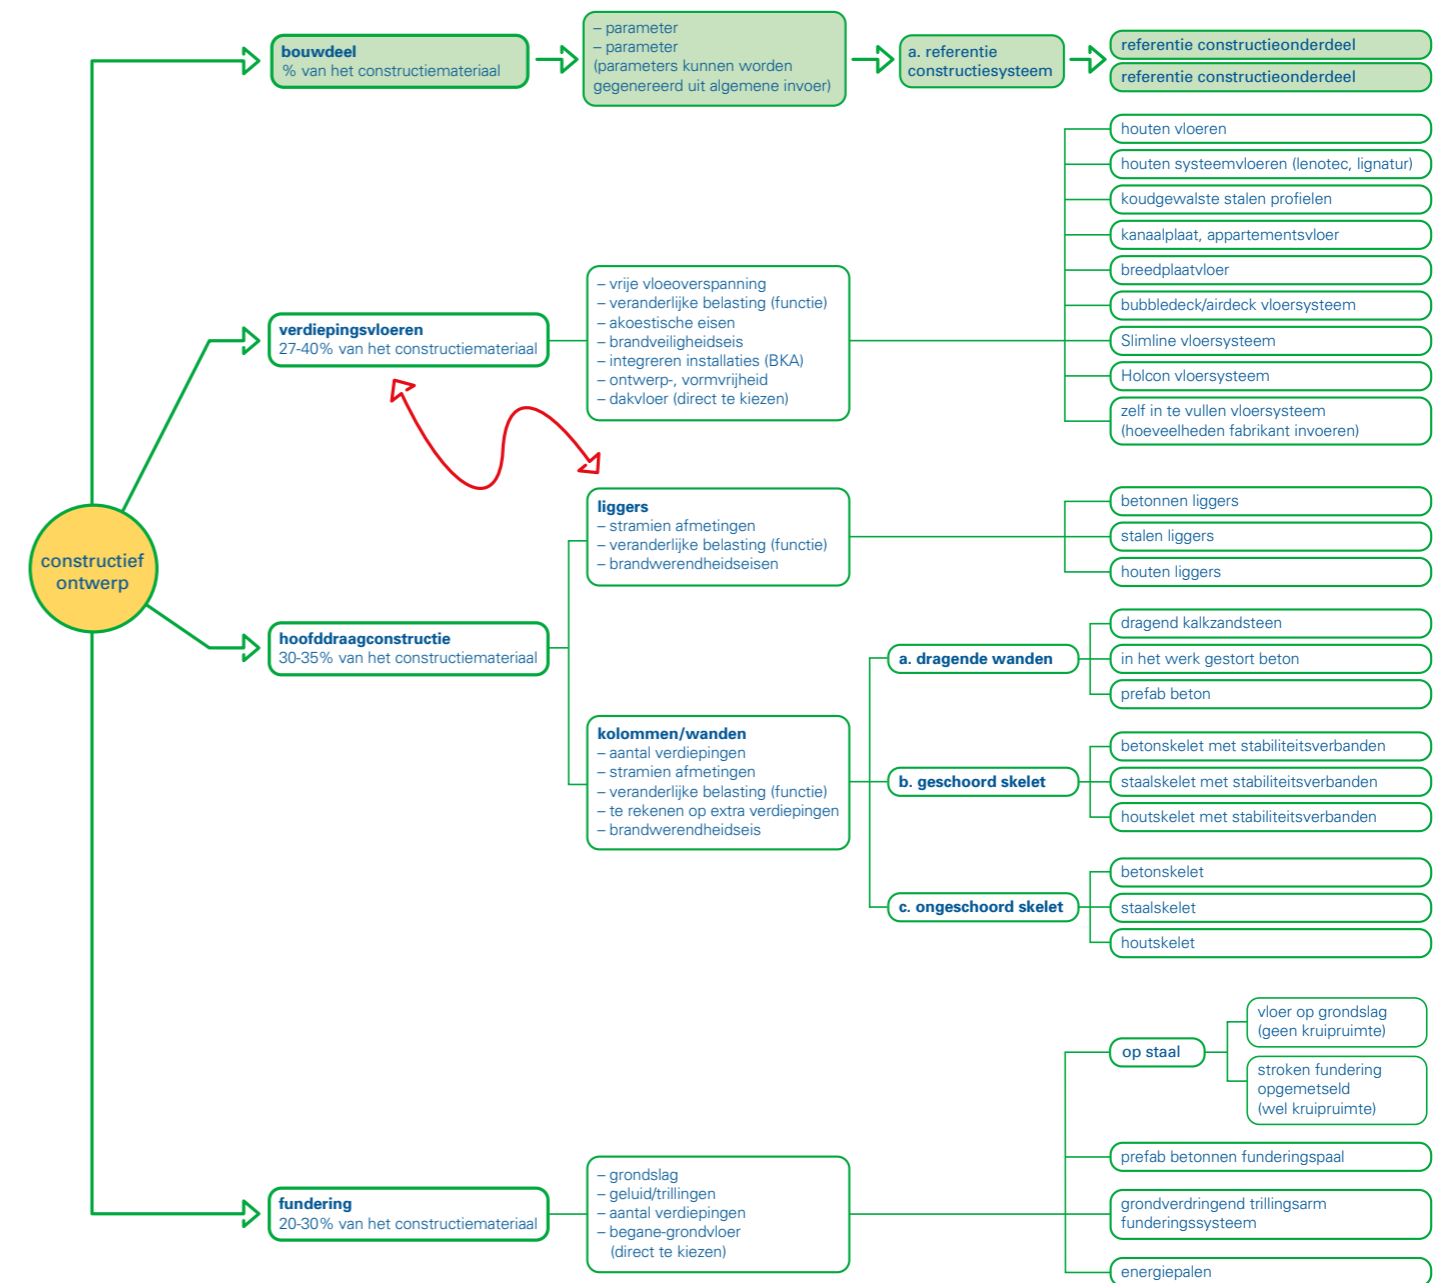 constructief
ontwerp
bouwdeel
% van het constructiemateriaal
– parameter
– parameter
(parameters kunnen worden
gegenereerd uit algemene invoer)
a. referentie
constructiesysteem
referentie constructieonderdeel
referentie constructieonderdeel
verdiepingsvloeren
27-40% van het constructiemateriaal
– vrije vloeoverspanning
– veranderlijke belasting (functie)
– akoestische eisen
– brandveiligheidseis
– integreren installaties (BKA)
– ontwerp-, vormvrijheid
– dakvloer (direct te kiezen)
houten vloeren
houten systeemvloeren (lenotec, lignatur)
koudgewalste stalen profielen
kanaalplaat, appartementsvloer
breedplaatvloer
bubbledeck/airdeck vloersysteem
Slimline vloersysteem
Holcon vloersysteem
zelf in te vullen vloersysteem
(hoeveelheden fabrikant invoeren)
hoofddraagconstructie
30-35% van het constructiemateriaal
liggers
– stramien afmetingen
– veranderlijke belasting (functie)
– brandwerendheidseisen
betonnen liggers
stalen liggers
houten liggers
kolommen/wanden
– aantal verdiepingen
– stramien afmetingen
– veranderlijke belasting (functie)
– te rekenen op extra verdiepingen
– brandwerendheidseis
a. dragende wanden
dragend kalkzandsteen
in het werk gestort beton
prefab beton
b. geschoord skelet
betonskelet met stabiliteitsverbanden
staalskelet met stabiliteitsverbanden
houtskelet met stabiliteitsverbanden
c. ongeschoord skelet
betonskelet
staalskelet
houtskelet
fundering
20-30% van het constructiemateriaal
– grondslag
– geluid/trillingen
– aantal verdiepingen
– begane-grondvloer
(direct te kiezen)
op staal
vloer op grondslag
(geen kruipruimte)
stroken fundering
opgemetseld
(wel kruipruimte)
prefab betonnen funderingspaal
grondverdringend trillingsarm
funderingssysteem
energiepalen